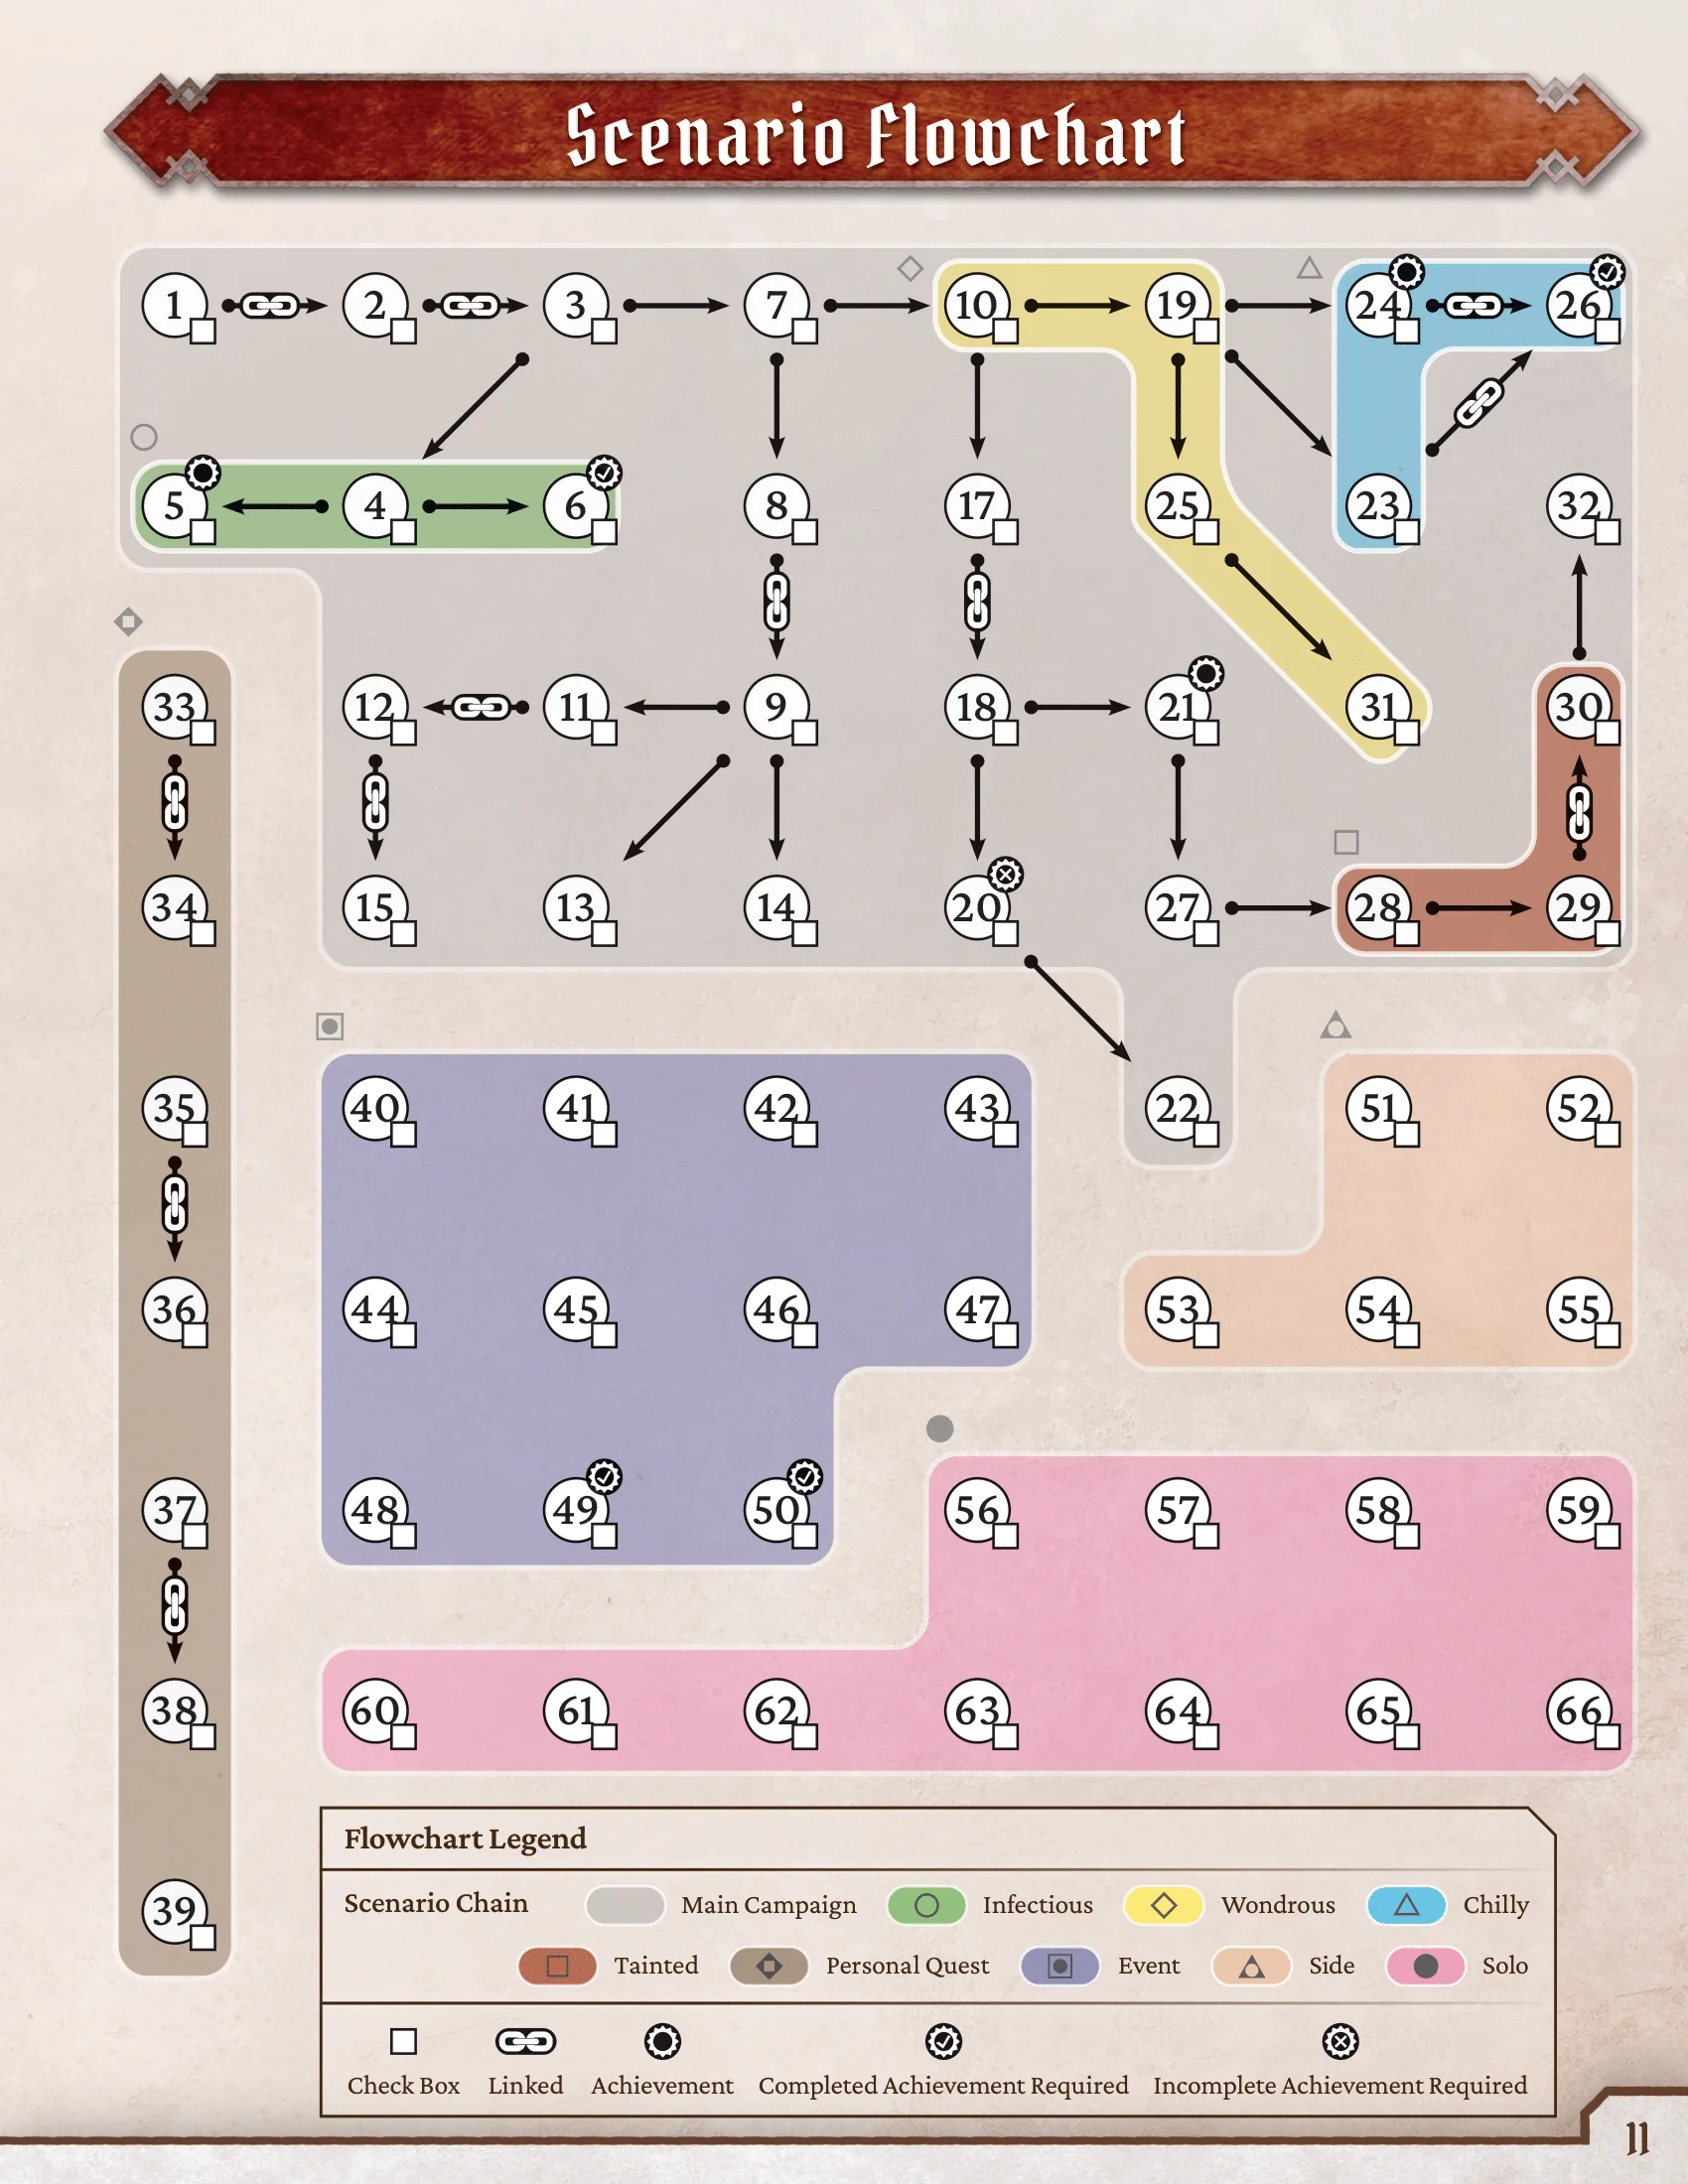 Scenario Flowchart
1 2 3 7 10 19 24 26
5 4 6 8 17 25 23 32
33 12 11 9 18 21 31 30
34 15 13 14 20 27 28 29
35 40 41 42 43 22 51 52
36 44 45 46 47 53 54 55
37 48 49 50 56 57 58 59
38 60 61 62 63 64 65 66
39
Flowchart Legend
Scenario Chain Main Campaign Infectious Wondrous Chilly
Tainted Personal Quest Event Side Solo
Check Box Linked Achievement Completed Achievement Required Incomplete Achievement Required
11